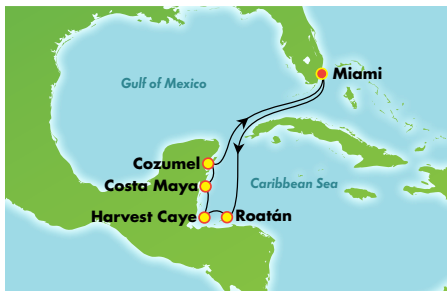 Miami
Gulf of Mexico
Cozumel
Costa Maya
Caribbean Sea
Harvest Caye
Roatán